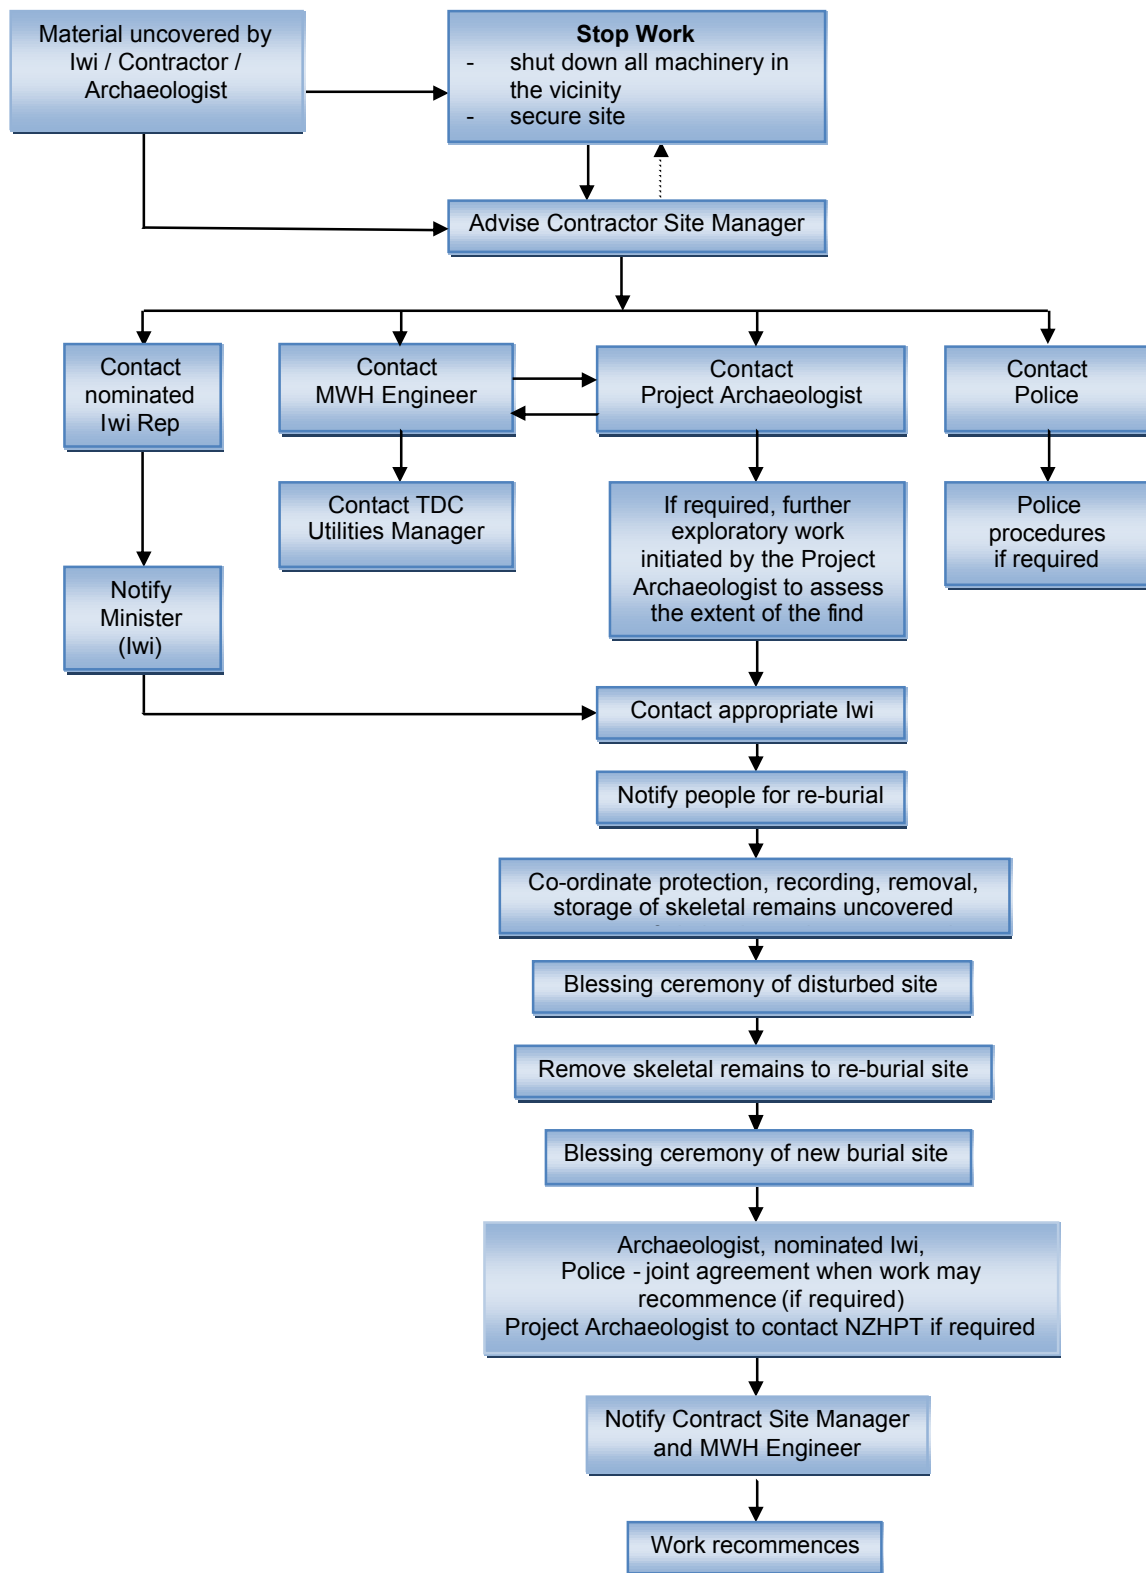 Material uncovered by
Iwi / Contractor /
Archaeologist
Stop Work
- shut down all machinery in
the vicinity
- secure site
Advise Contractor Site Manager
Contact
nominated
Iwi Rep
Contact
MWH Engineer
Contact
Project Archaeologist
Contact
Police
Contact TDC
Utilities Manager
If required, further
exploratory work
initiated by the Project
Archaeologist to assess
the extent of the find
Police
procedures
if required
Notify
Minister
(Iwi)
Contact appropriate Iwi
Notify people for re-burial
Co-ordinate protection, recording, removal,
storage of skeletal remains uncovered
Blessing ceremony of disturbed site
Remove skeletal remains to re-burial site
Blessing ceremony of new burial site
Archaeologist, nominated Iwi,
Police - joint agreement when work may
recommence (if required)
Project Archaeologist to contact NZHPT if required
Notify Contract Site Manager
and MWH Engineer
Work recommences